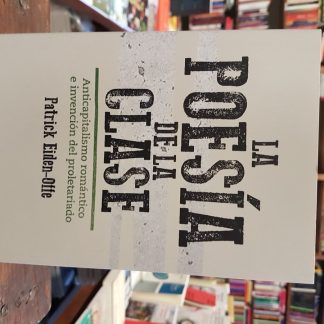 LA
POESÍA
DE LA
CLASE
Anticapitalismo romántico
e invención del proletariado
Patrick Eiden-Offe